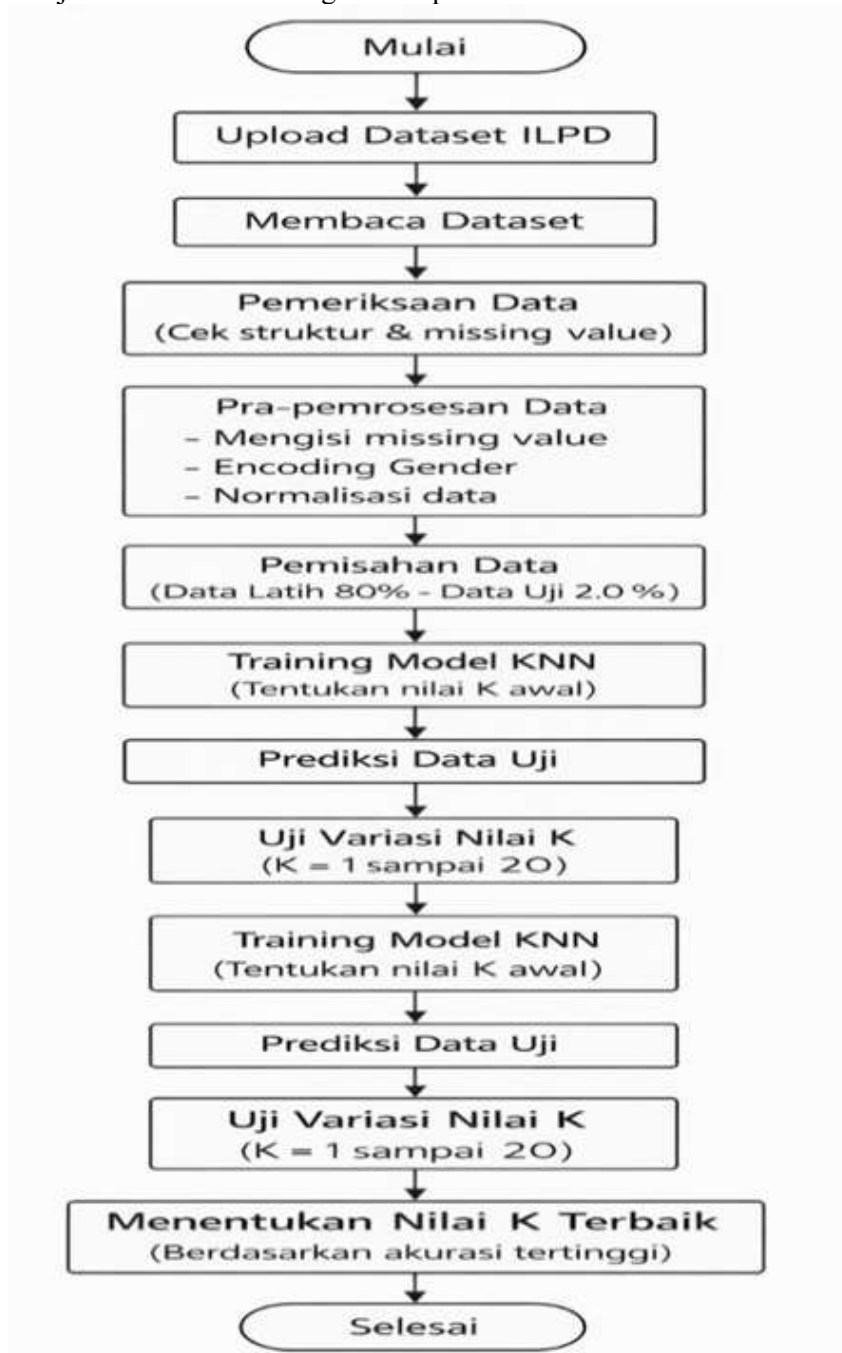 Mulai
Upload Dataset ILPD
Membaca Dataset
Pemeriksaan Data
(Cek struktur & missing value)
Pra-pemrosesan Data
- Mengisi missing value
- Encoding Gender
- Normalisasi data
Pemisahan Data
(Data Latih 80% - Data Uji 2.0 %)
Training Model KNN
(Tentukan nilai K awal)
Prediksi Data Uji
Uji Variasi Nilai K
(K = 1 sampai 20)
Training Model KNN
(Tentukan nilai K awal)
Prediksi Data Uji
Uji Variasi Nilai K
(K = 1 sampai 20)
Menentukan Nilai K Terbaik
(Berdasarkan akurasi tertinggi)
Selesai